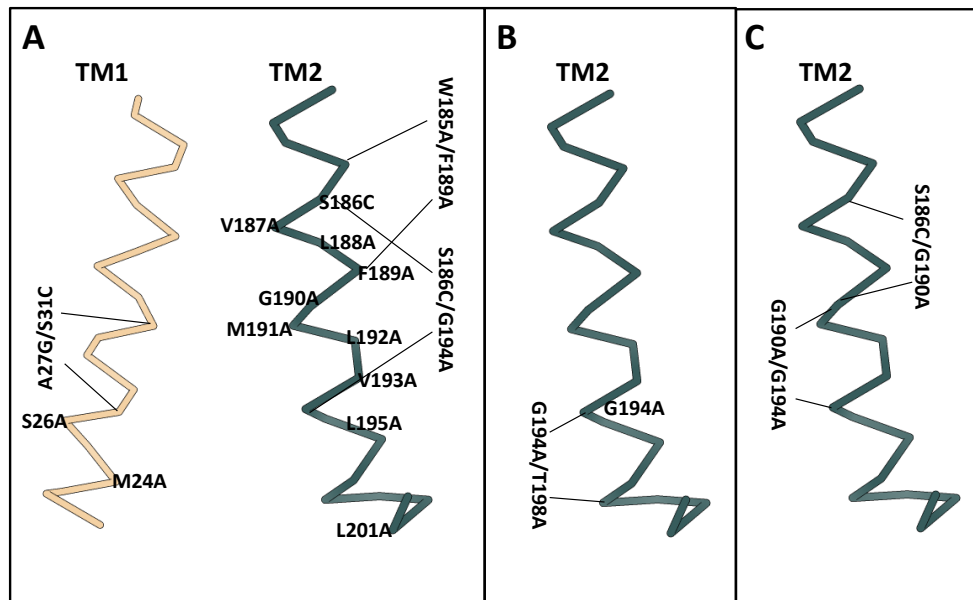 A
TM1
TM2
W185A/F189A
S186C
V187A
L188A
F189A
S186C/G194A
G190A
M191A
L192A
A27G/S31C
V193A
S26A
L195A
M24A
L201A
B
TM2
G194A
G194A/T198A
C
TM2
S186C/G190A
G190A/G194A